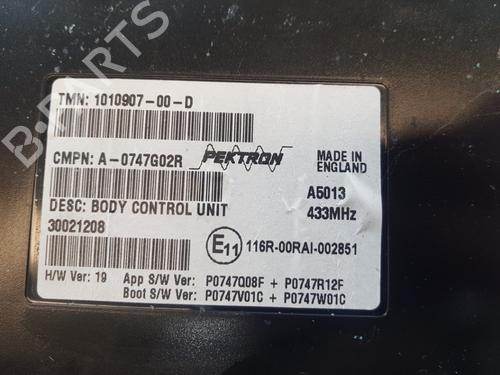 TMN: 1010907-00-D
CMPN: A-0747G02R PEKTRON MADE IN ENGLAND
DESC: BODY CONTROL UNIT A5013
30021208 433MHz
E11 116R-00RAI-002851
H/W Ver: 19 App S/W Ver: P0747Q08F + P0747R12F
Boot S/W Ver: P0747V01C + P0747W01C
B-PARTS